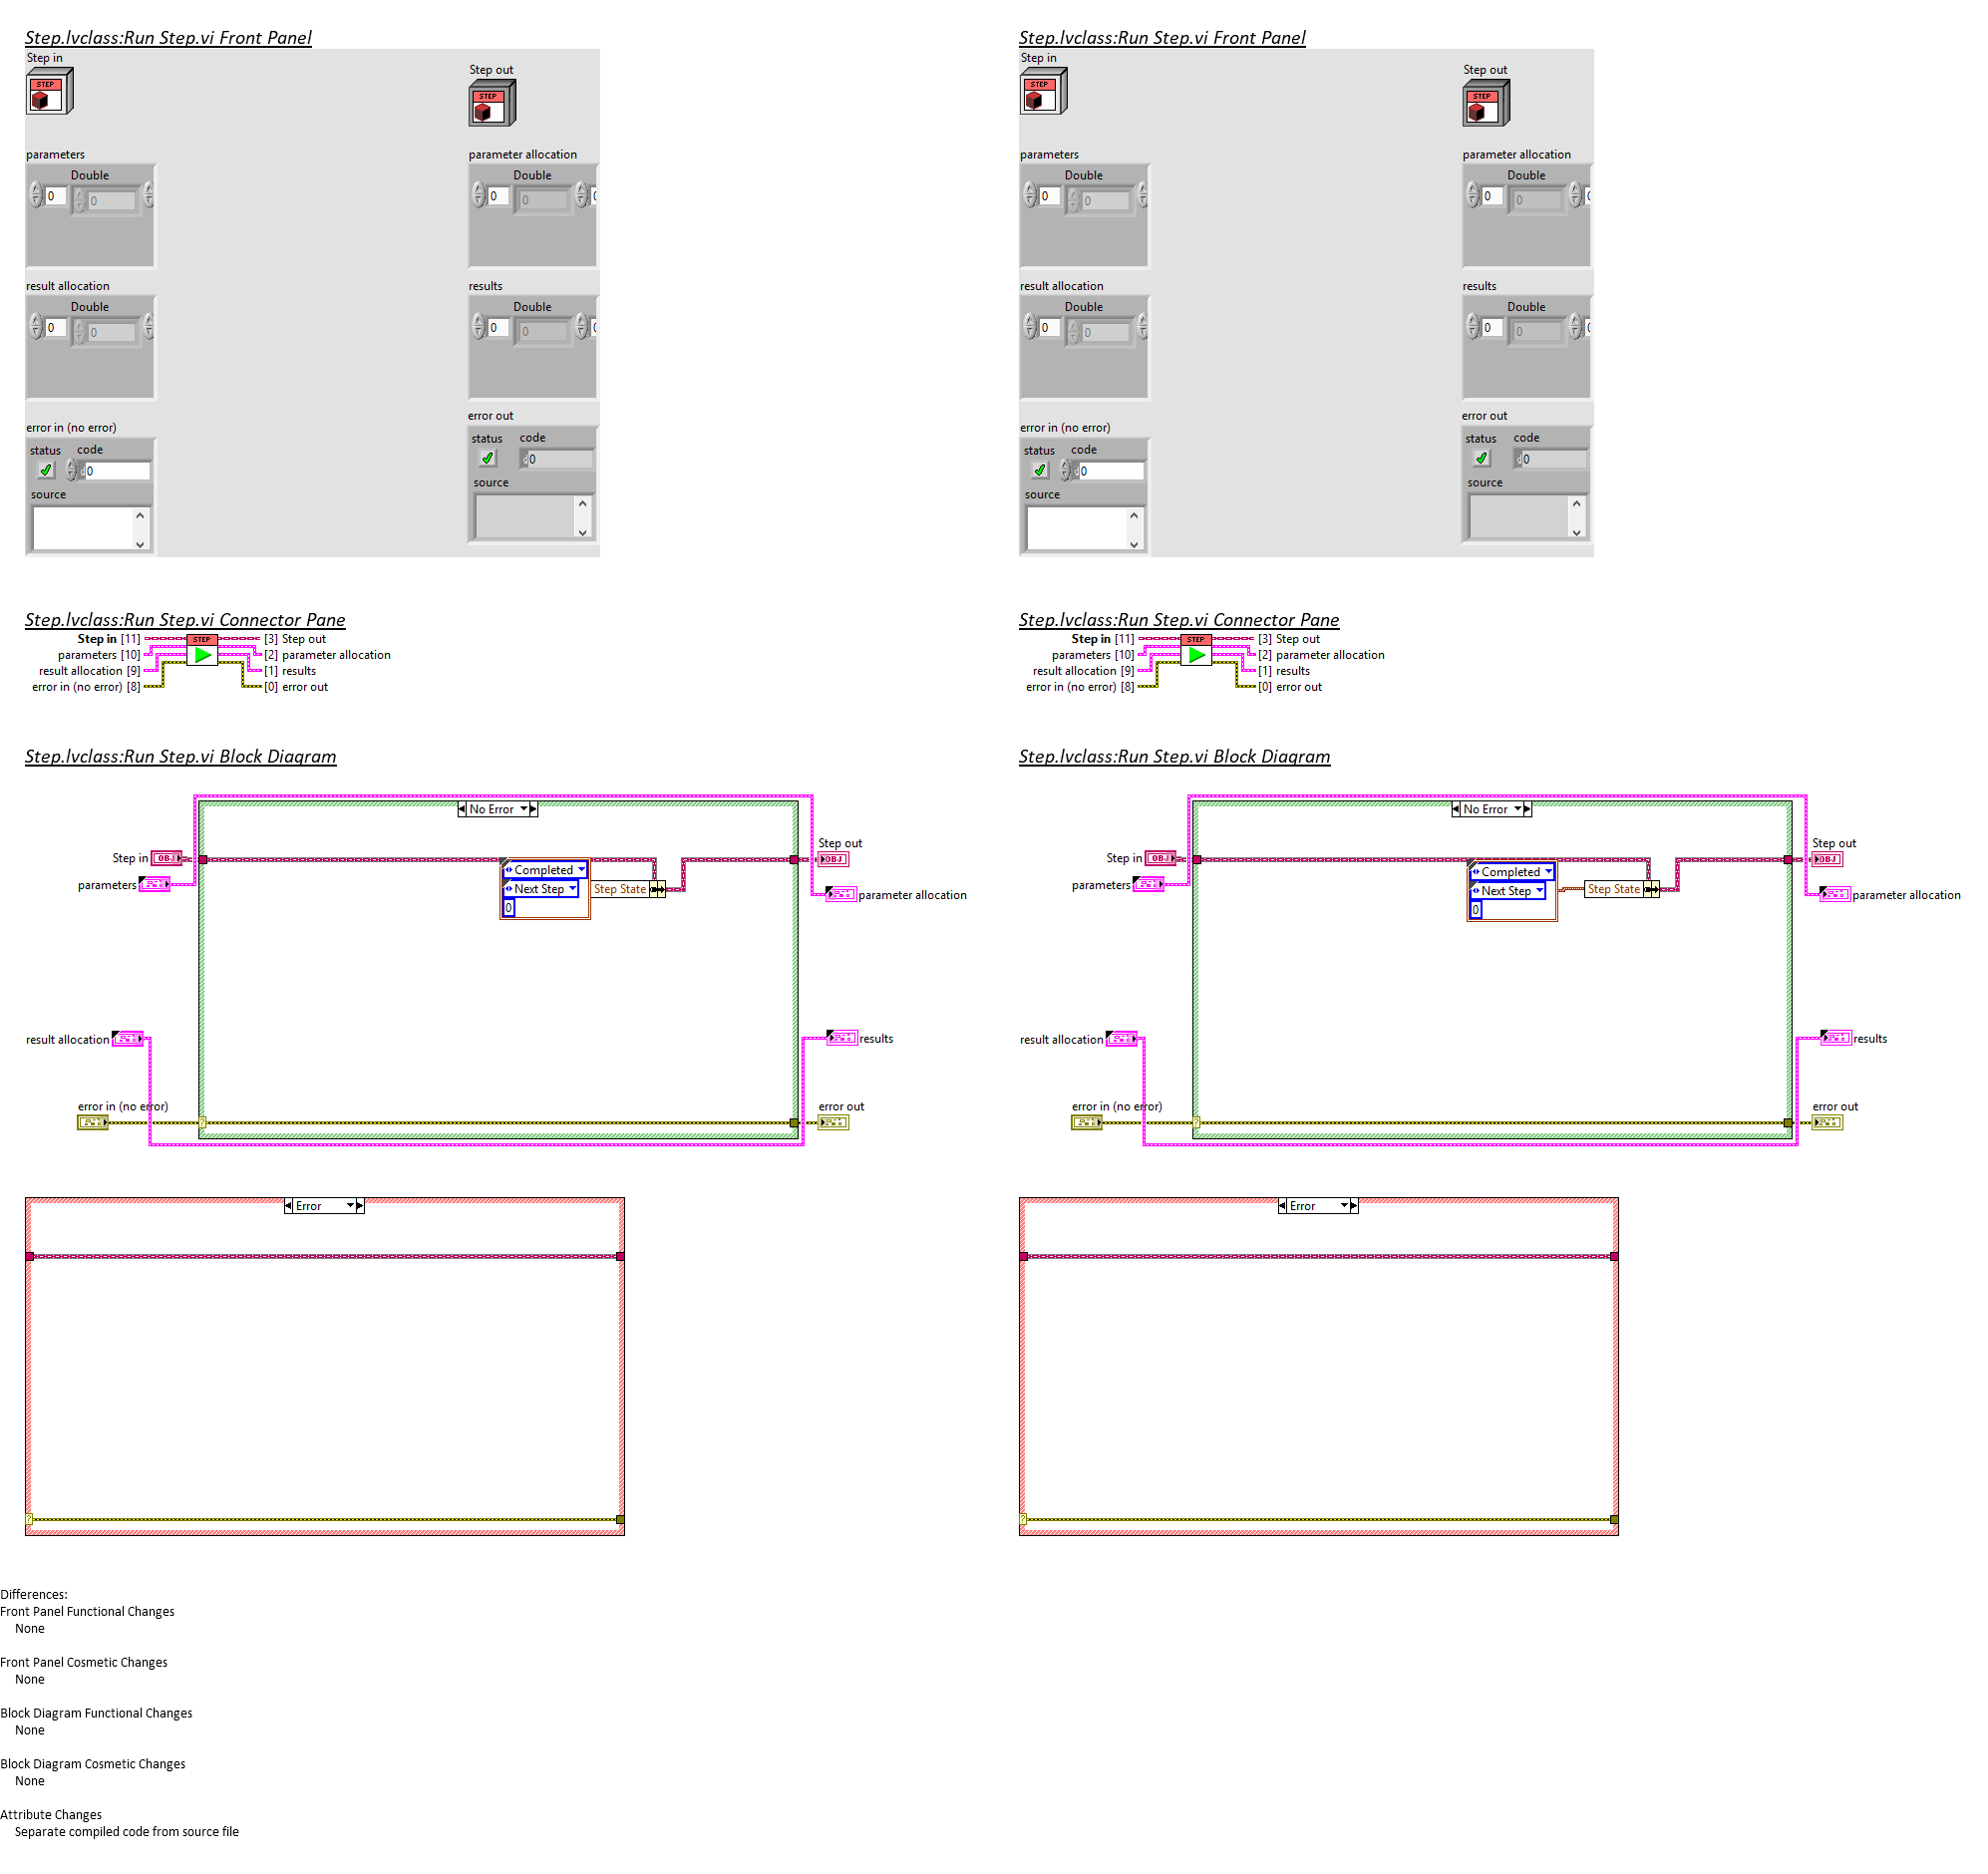 Step.lvclass:Run Step.vi Front Panel
Step in
STEP
Step out
STEP
parameters
Double
0
0
parameter allocation
Double
0
0
result allocation
Double
0
0
results
Double
0
0
error in (no error)
status
code
0
source
error out
status
code
0
source
Step.lvclass:Run Step.vi Connector Pane
Step in [11]
parameters [10]
result allocation [9]
error in (no error) [8]
STEP
[3] Step out
[2] parameter allocation
[1] results
[0] error out
Step.lvclass:Run Step.vi Block Diagram
No Error
Step in
OBJ
parameters
Completed
Next Step
0
Step State
Step out
OBJ
parameter allocation
result allocation
results
error in (no error)
error out
Error
Step.lvclass:Run Step.vi Front Panel
Step in
STEP
Step out
STEP
parameters
Double
0
0
parameter allocation
Double
0
0
result allocation
Double
0
0
results
Double
0
0
error in (no error)
status
code
0
source
error out
status
code
0
source
Step.lvclass:Run Step.vi Connector Pane
Step in [11]
parameters [10]
result allocation [9]
error in (no error) [8]
STEP
[3] Step out
[2] parameter allocation
[1] results
[0] error out
Step.lvclass:Run Step.vi Block Diagram
No Error
Step in
OBJ
parameters
Completed
Next Step
0
Step State
Step out
OBJ
parameter allocation
result allocation
results
error in (no error)
error out
Error
Differences:
Front Panel Functional Changes
None
Front Panel Cosmetic Changes
None
Block Diagram Functional Changes
None
Block Diagram Cosmetic Changes
None
Attribute Changes
Separate compiled code from source file